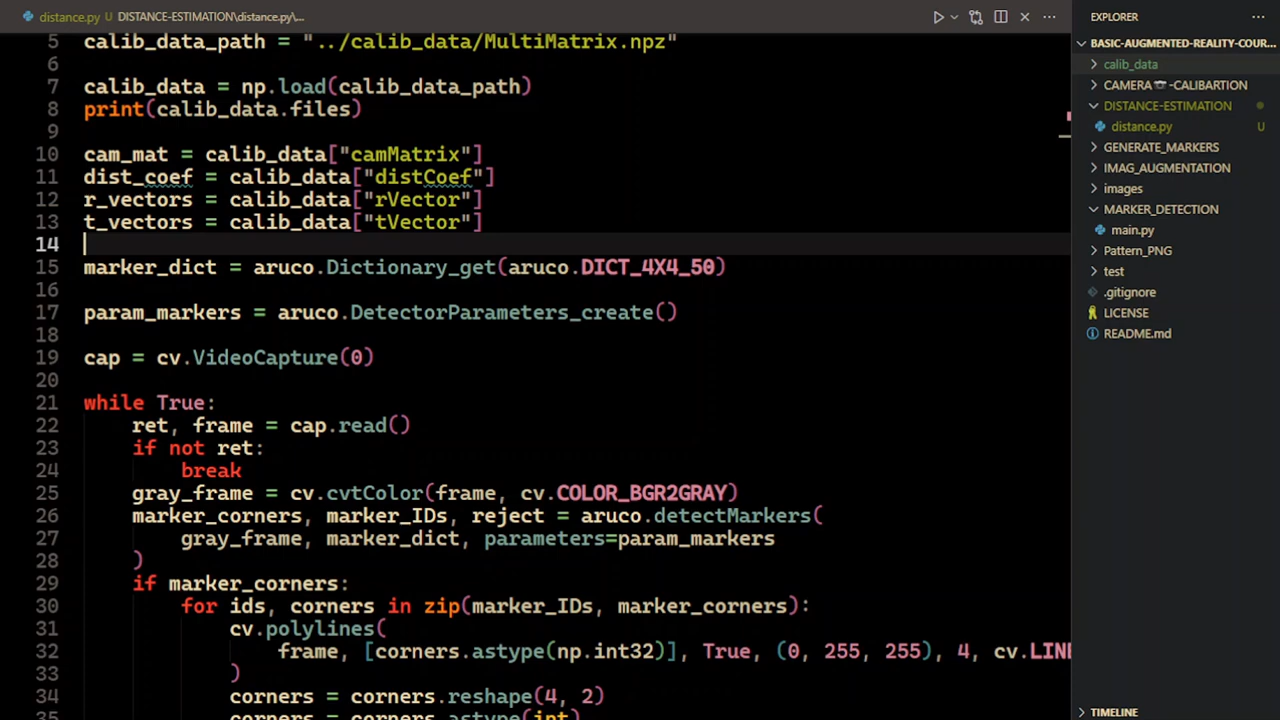 distance.py U DISTANCE-ESTIMATION\distance.py\...
5 calib_data_path = "../calib_data/MultiMatrix.npz"
6
7 calib_data = np.load(calib_data_path)
8 print(calib_data.files)
9
10 cam_mat = calib_data["camMatrix"]
11 dist_coef = calib_data["distCoef"]
12 r_vectors = calib_data["rVector"]
13 t_vectors = calib_data["tVector"]
14
15 marker_dict = aruco.Dictionary_get(aruco.DICT_4X4_50)
16
17 param_markers = aruco.DetectorParameters_create()
18
19 cap = cv.VideoCapture(0)
20
21 while True:
22 ret, frame = cap.read()
23 if not ret:
24 break
25 gray_frame = cv.cvtColor(frame, cv.COLOR_BGR2GRAY)
26 marker_corners, marker_IDs, reject = aruco.detectMarkers(
27 gray_frame, marker_dict, parameters=param_markers
28 )
29 if marker_corners:
30 for ids, corners in zip(marker_IDs, marker_corners):
31 cv.polylines(
32 frame, [corners.astype(np.int32)], True, (0, 255, 255), 4, cv.LINE
33 )
34 corners = corners.reshape(4, 2)
35 corners = corners.astype(int)
EXPLORER
BASIC-AUGMENTED-REALITY-COUR...
calib_data
CAMERA📷-CALIBARTION
DISTANCE-ESTIMATION
distance.py U
GENERATE_MARKERS
IMAG_AUGMENTATION
images
MARKER_DETECTION
main.py
Pattern_PNG
test
.gitignore
LICENSE
README.md
TIMELINE